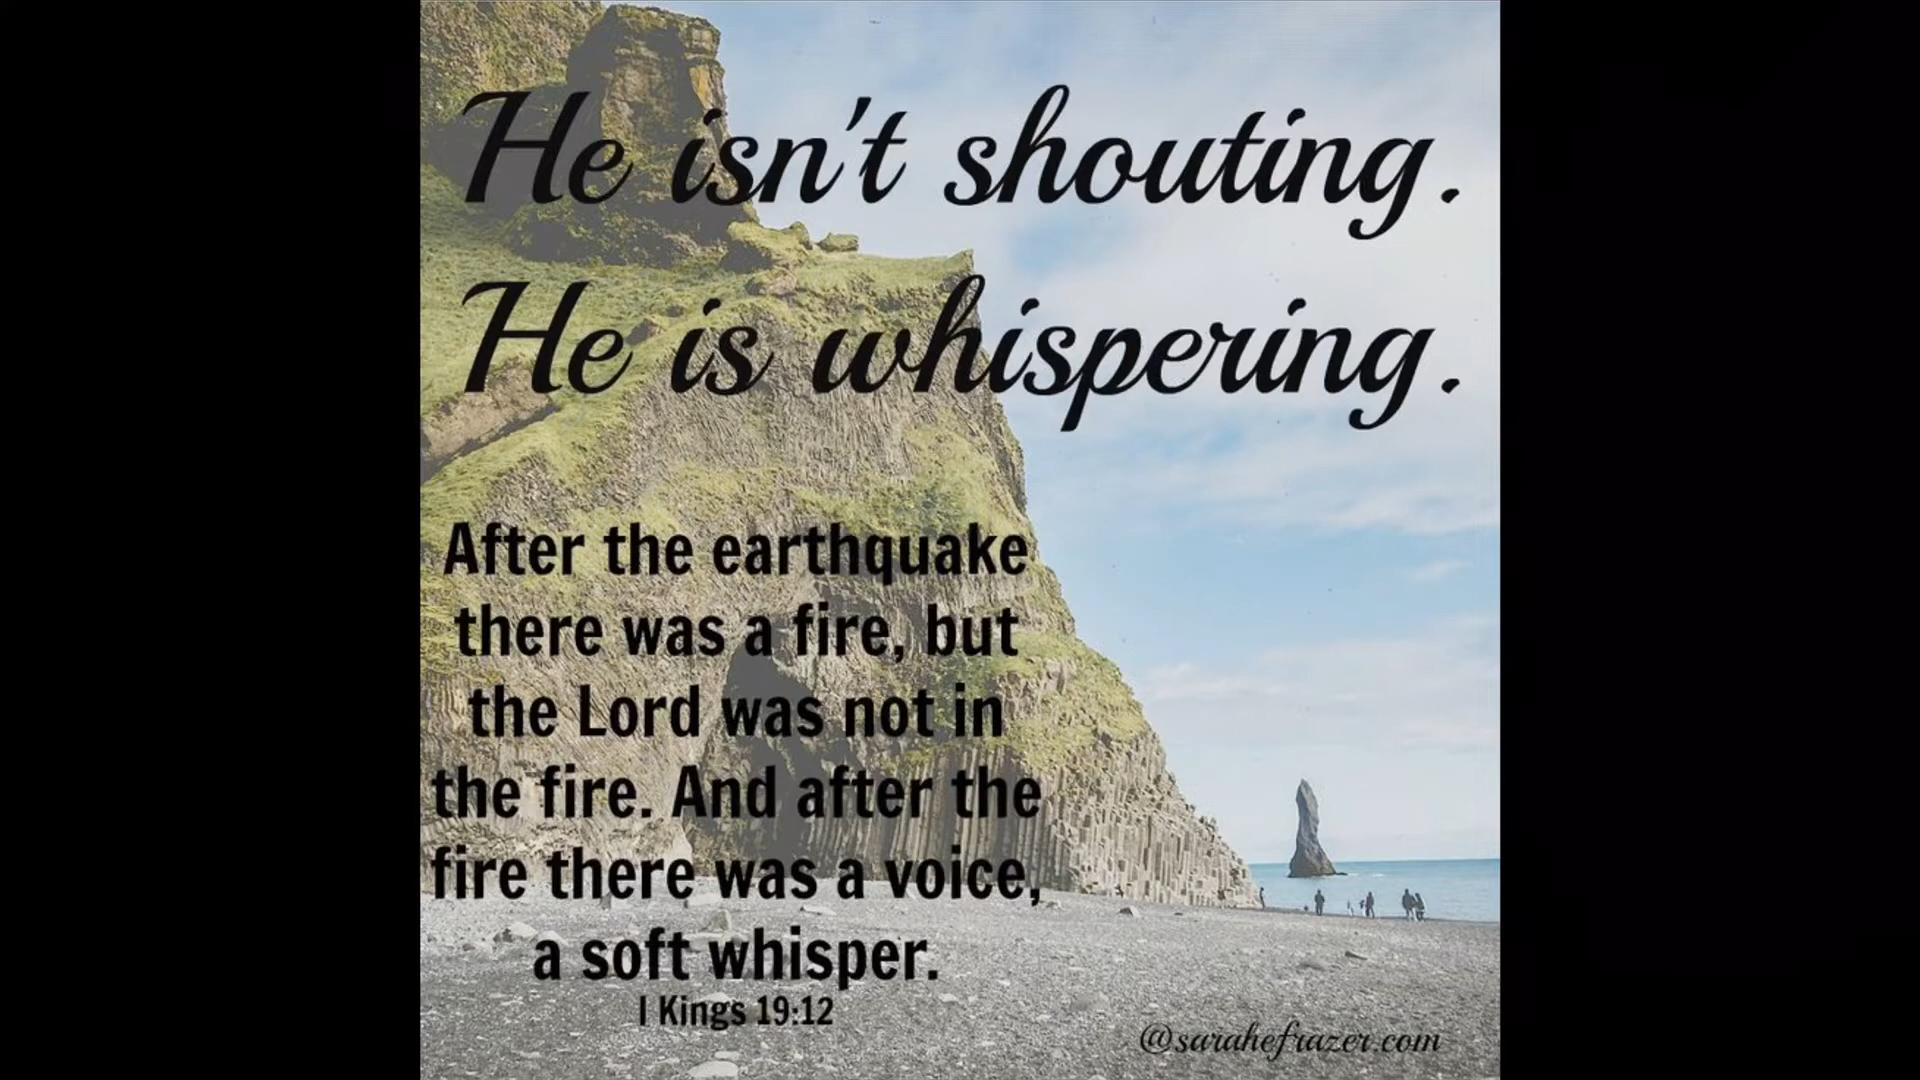 He isn't shouting.
He is whispering.
After the earthquake
there was a fire, but
the Lord was not in
the fire. And after the
fire there was a voice,
a soft whisper.
I Kings 19:12
@sarahefrazer.com